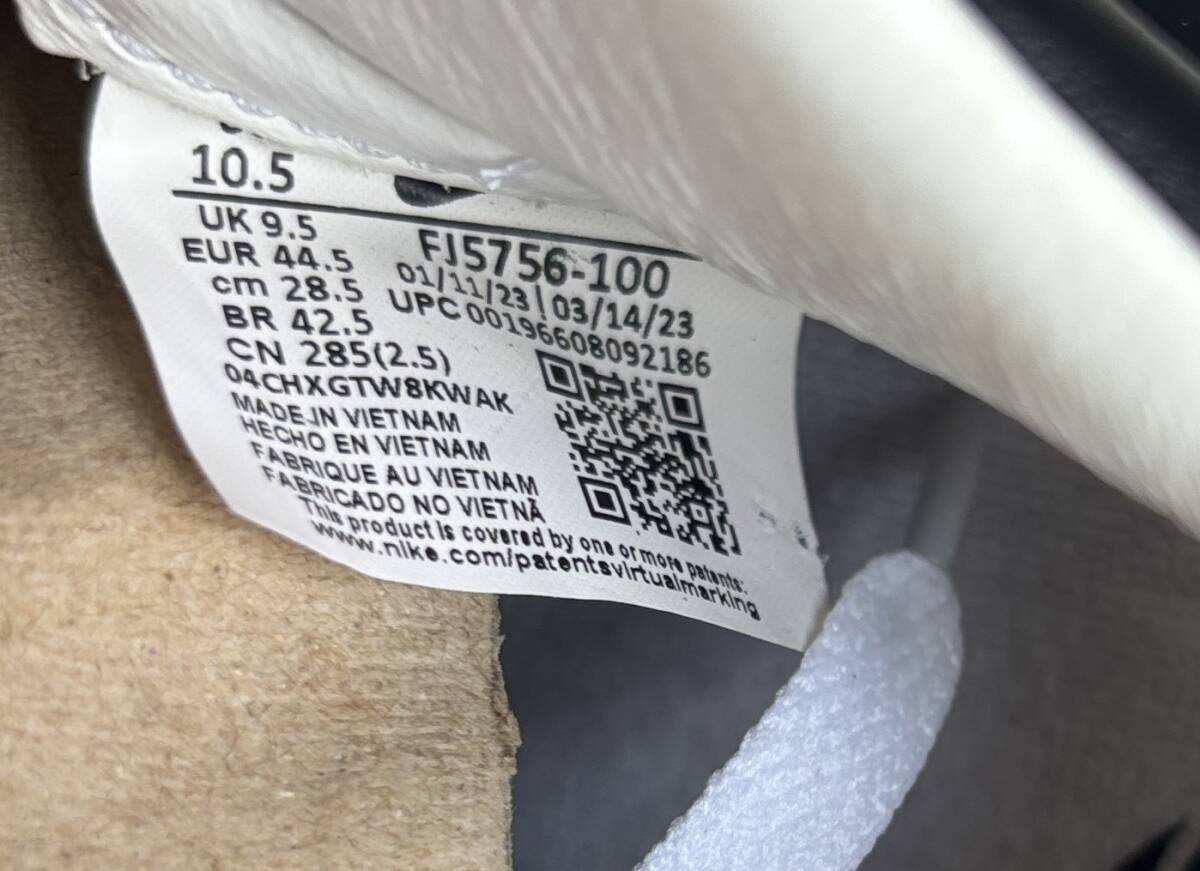 10.5
UK 9.5
EUR 44.5
cm 28.5
BR 42.5
CN 285(2.5)
FJ5756-100
01/11/23 | 03/14/23
UPC 00196608092186
04CHXGTW8KWAK
MADE IN VIETNAM
HECHO EN VIETNAM
FABRIQUE AU VIETNAM
FABRICADO NO VIETNÃ
This product is covered by one or more patents:
www.nike.com/patentsvirtualmarking